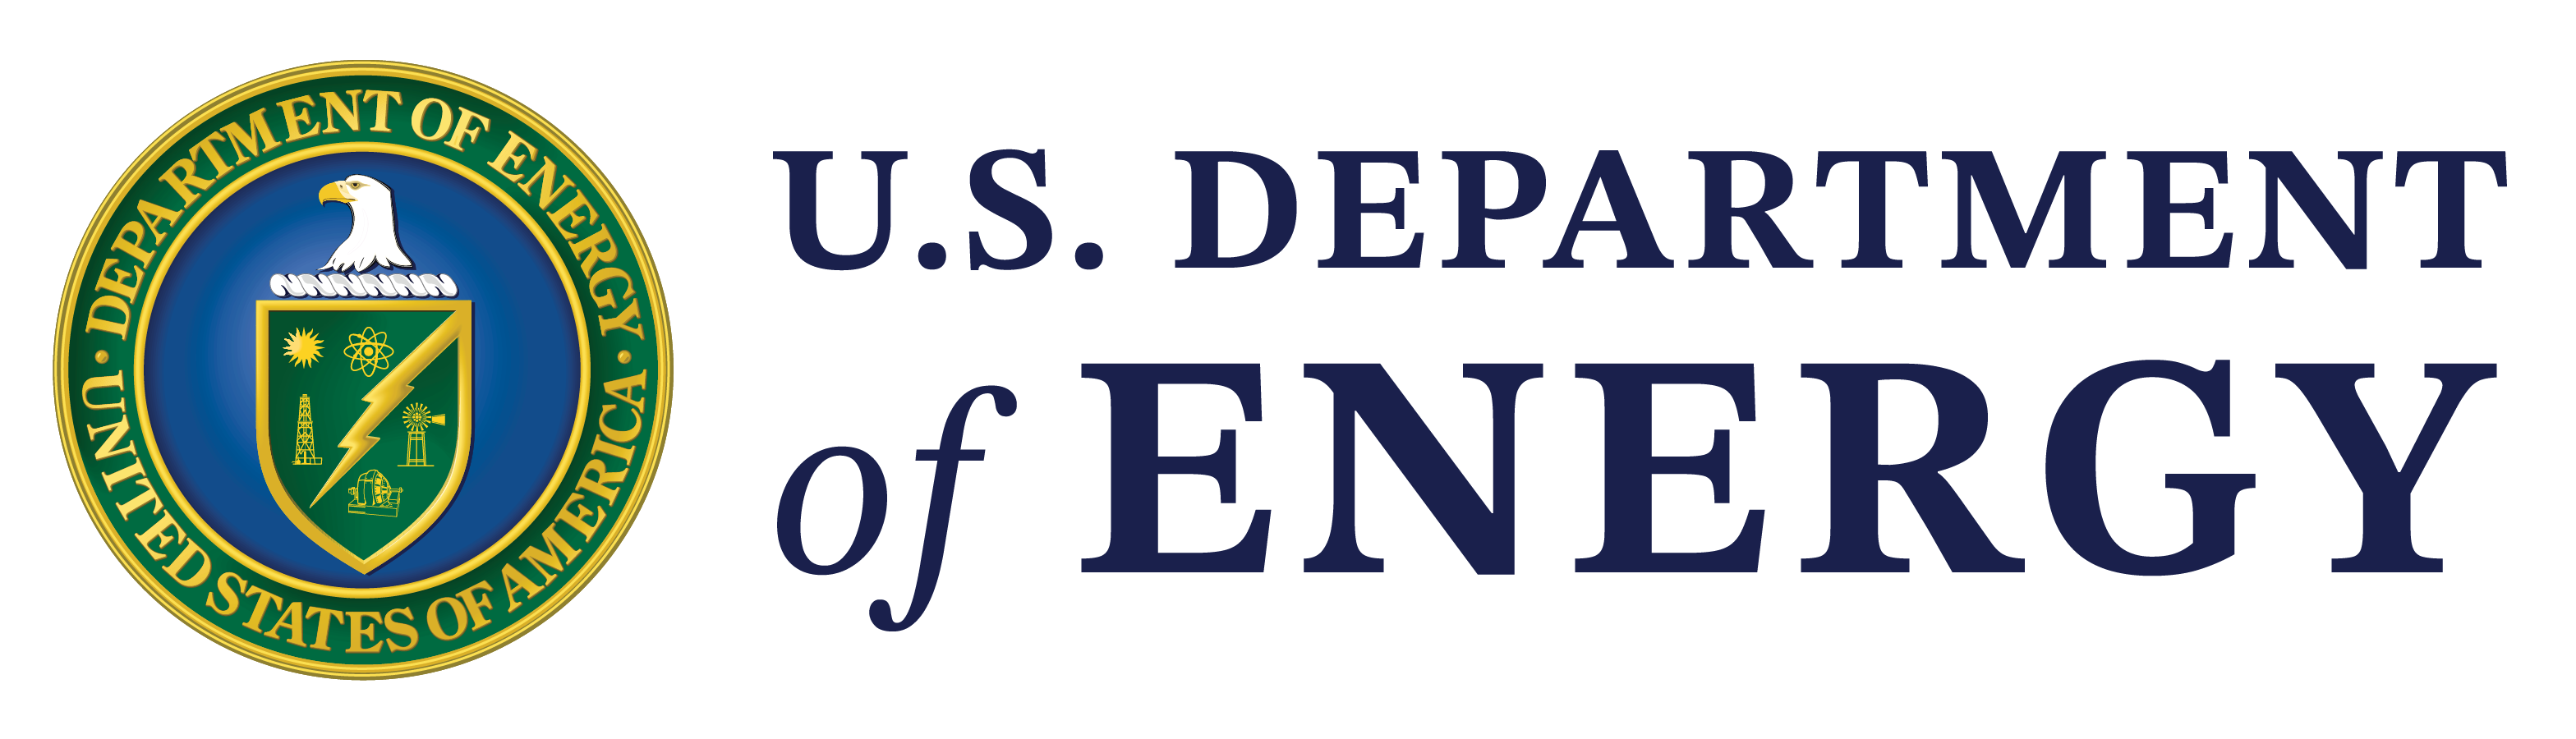 DEPARTMENT OF ENERGY
UNITED STATES OF AMERICA
U.S. DEPARTMENT
of ENERGY